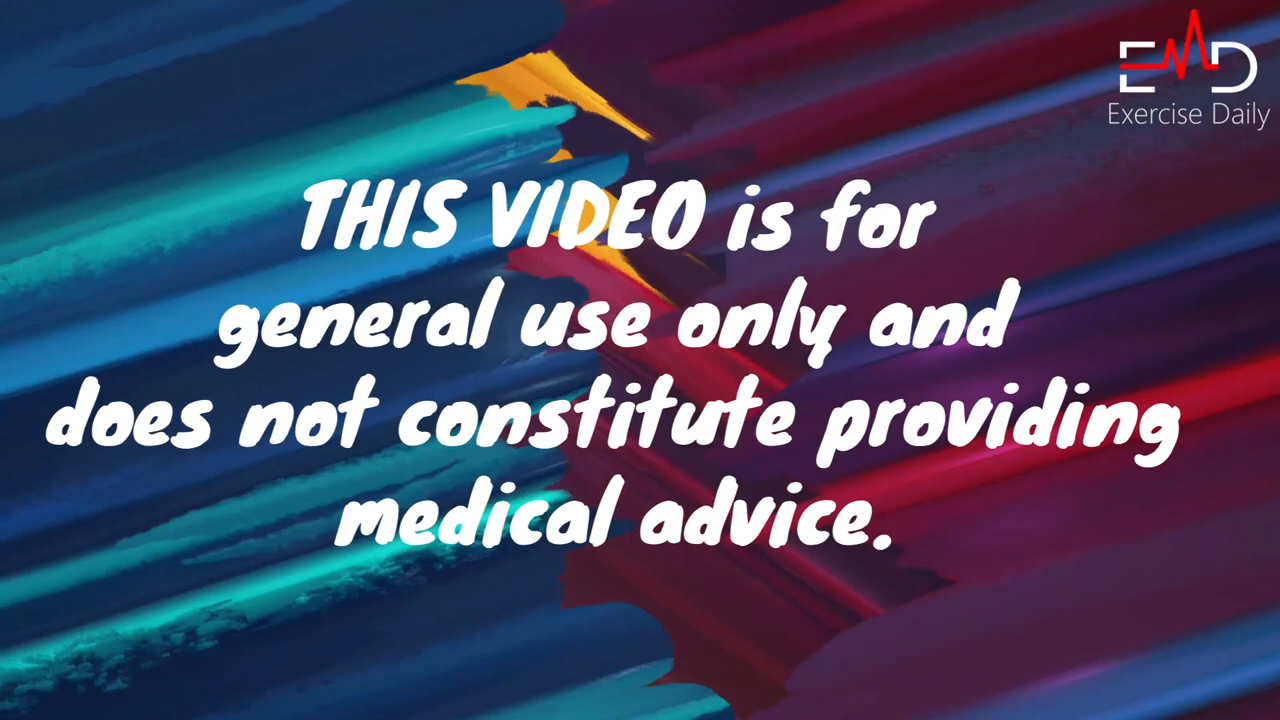 EMD
Exercise Daily
THIS VIDEO is for
general use only and
does not constitute providing
medical advice.